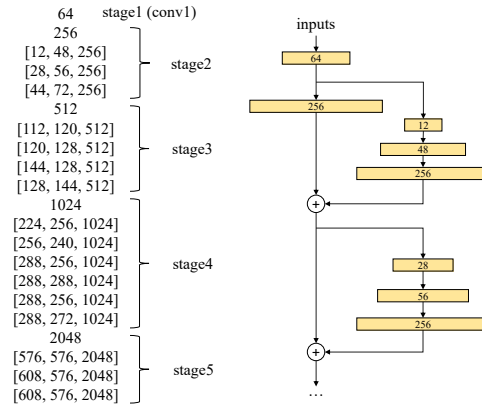 64 stage1 (conv1)
256
[12, 48, 256]
[28, 56, 256]
[44, 72, 256]
stage2
512
[112, 120, 512]
[120, 128, 512]
[144, 128, 512]
[128, 144, 512]
stage3
1024
[224, 256, 1024]
[256, 240, 1024]
[288, 256, 1024]
[288, 288, 1024]
[288, 256, 1024]
[288, 272, 1024]
stage4
2048
[576, 576, 2048]
[608, 576, 2048]
[608, 576, 2048]
stage5
inputs
64
256
12
48
256
+
28
56
256
+
...